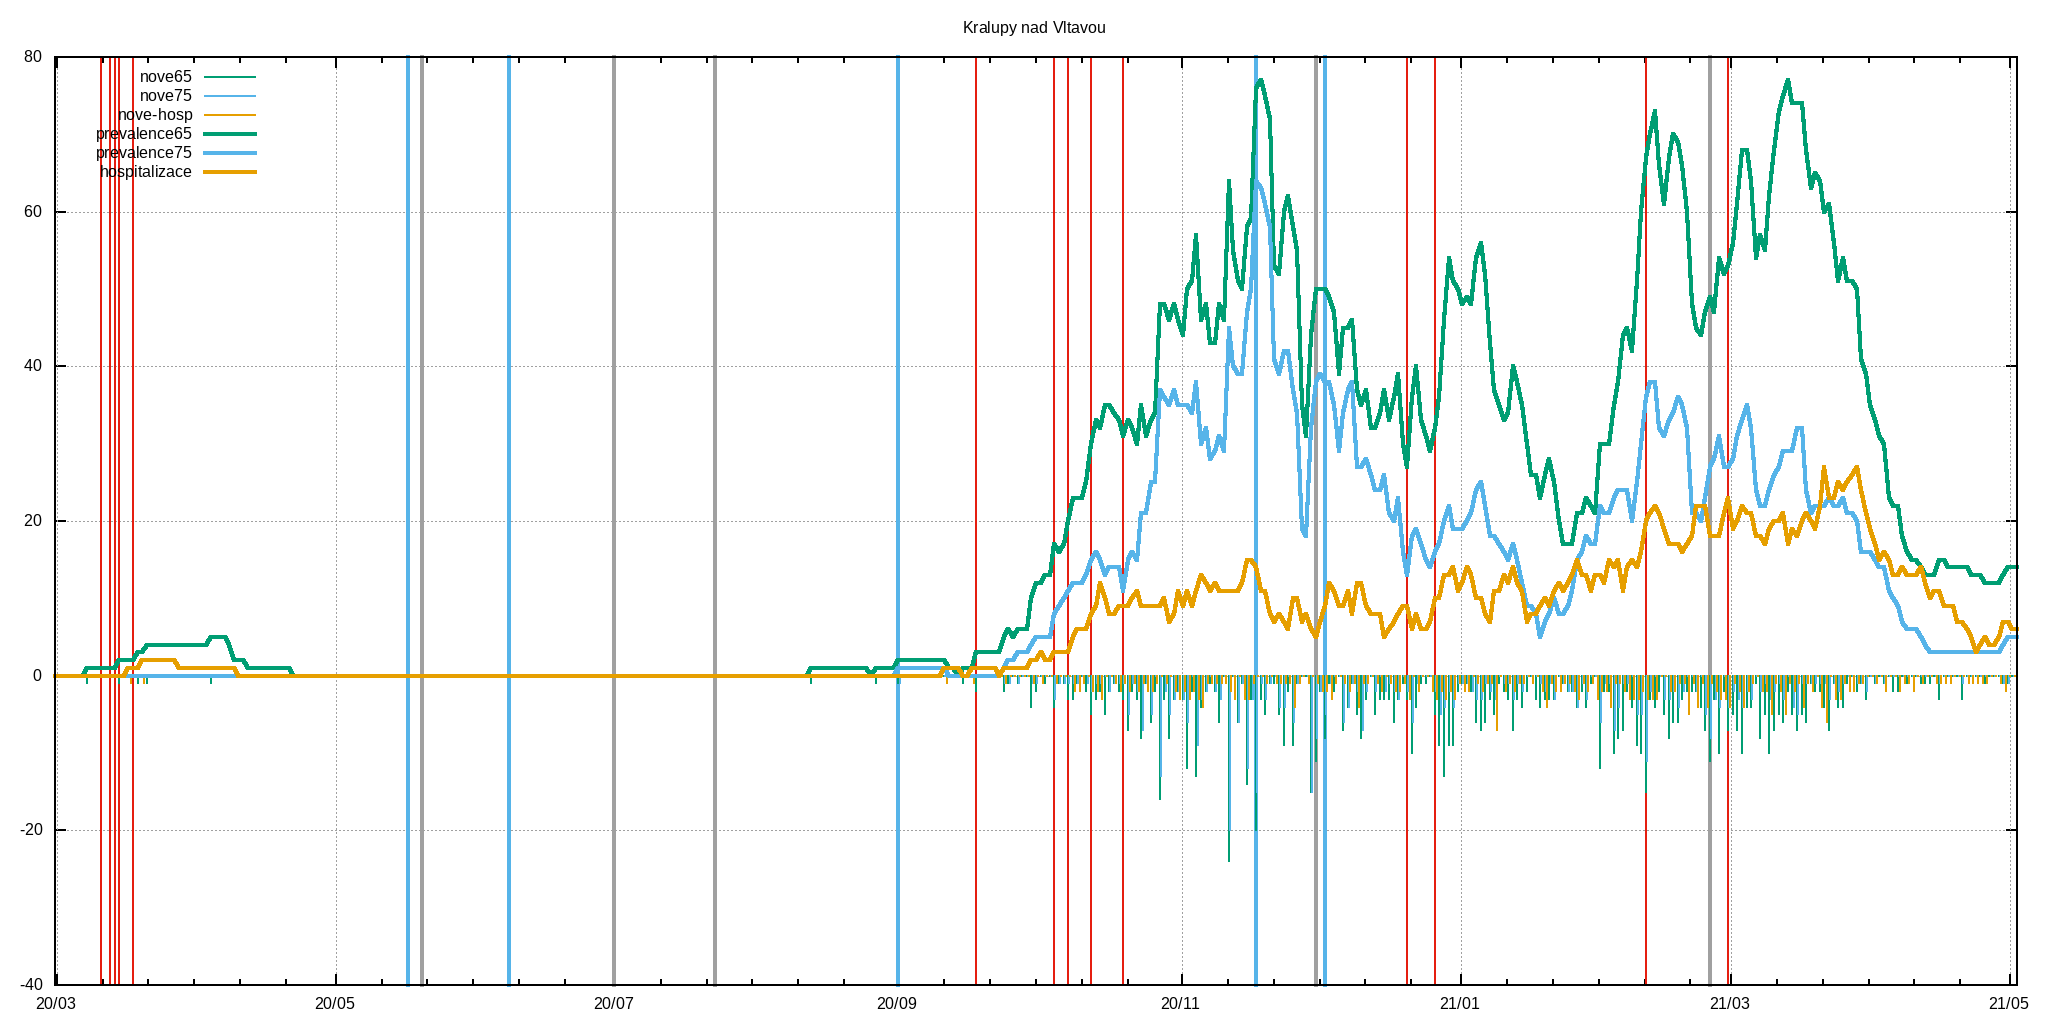 Kralupy nad Vltavou
80
60
40
20
0
-20
-40
nove65
nove75
nove-hosp
prevalence65
prevalence75
hospitalizace
20/03 20/05 20/07 20/09 20/11 21/01 21/03 21/05